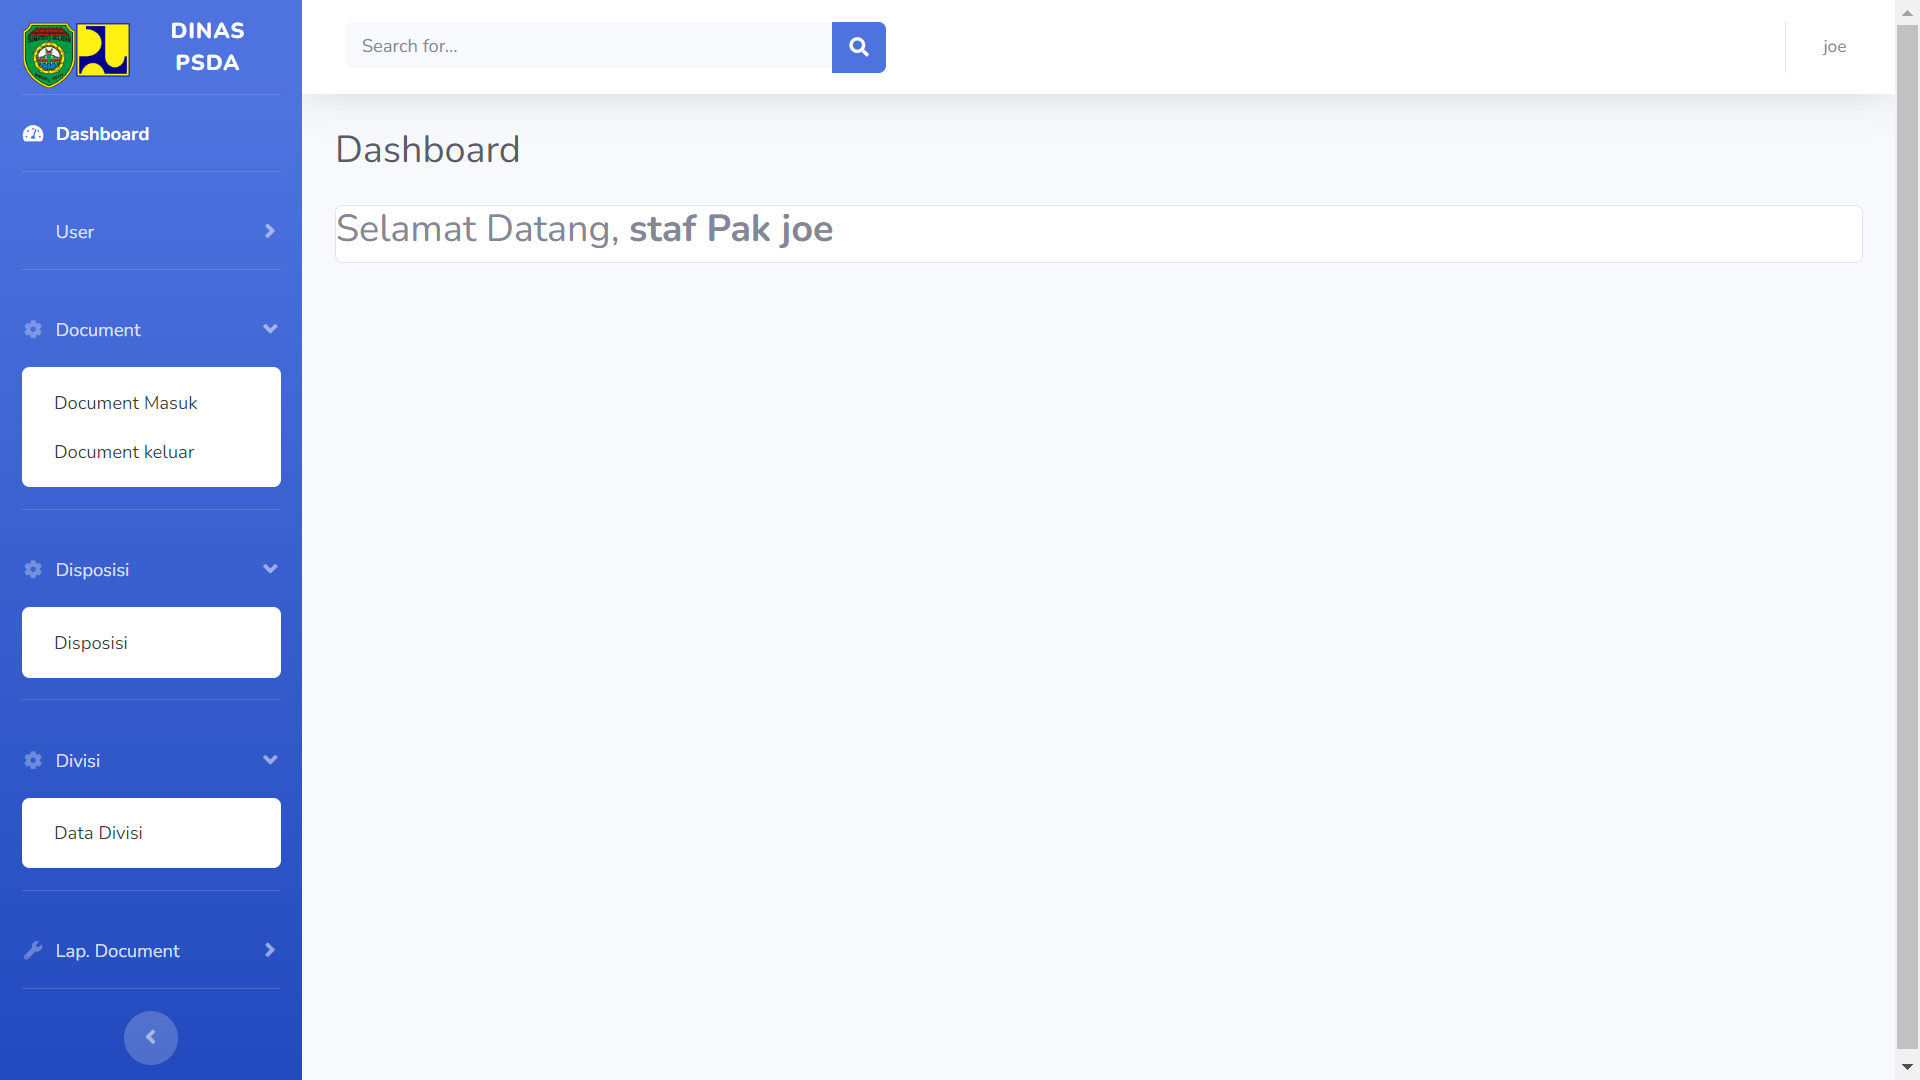 DINAS
PSDA
Search for...
joe
Dashboard
Dashboard
Selamat Datang, staf Pak joe
User
Document
Document Masuk
Document keluar
Disposisi
Disposisi
Divisi
Data Divisi
Lap. Document